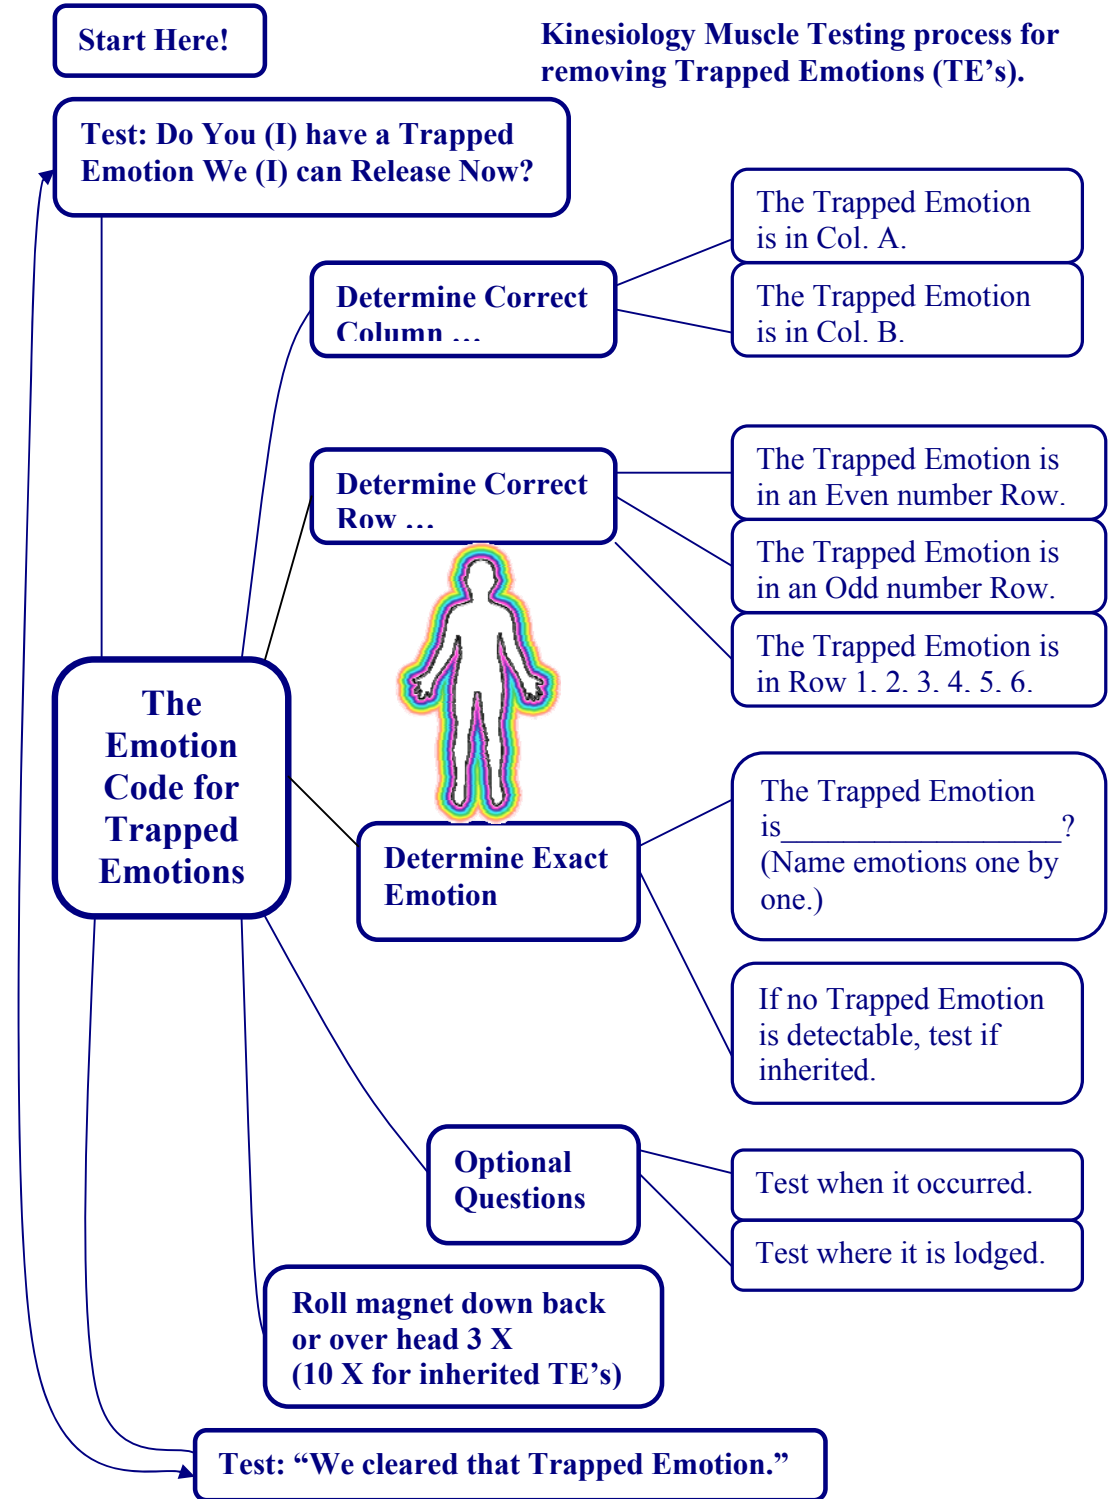 Start Here!
Kinesiology Muscle Testing process for
removing Trapped Emotions (TE's).
Test: Do You (I) have a Trapped
Emotion We (I) can Release Now?
Determine Correct
Column …
The Trapped Emotion
is in Col. A.
The Trapped Emotion
is in Col. B.
Determine Correct
Row …
The Trapped Emotion is
in an Even number Row.
The Trapped Emotion is
in an Odd number Row.
The Trapped Emotion is
in Row 1, 2, 3, 4, 5, 6.
The
Emotion
Code for
Trapped
Emotions
Determine Exact
Emotion
The Trapped Emotion
is__________________?
(Name emotions one by
one.)
If no Trapped Emotion
is detectable, test if
inherited.
Optional
Questions
Test when it occurred.
Test where it is lodged.
Roll magnet down back
or over head 3 X
(10 X for inherited TE's)
Test: “We cleared that Trapped Emotion.”